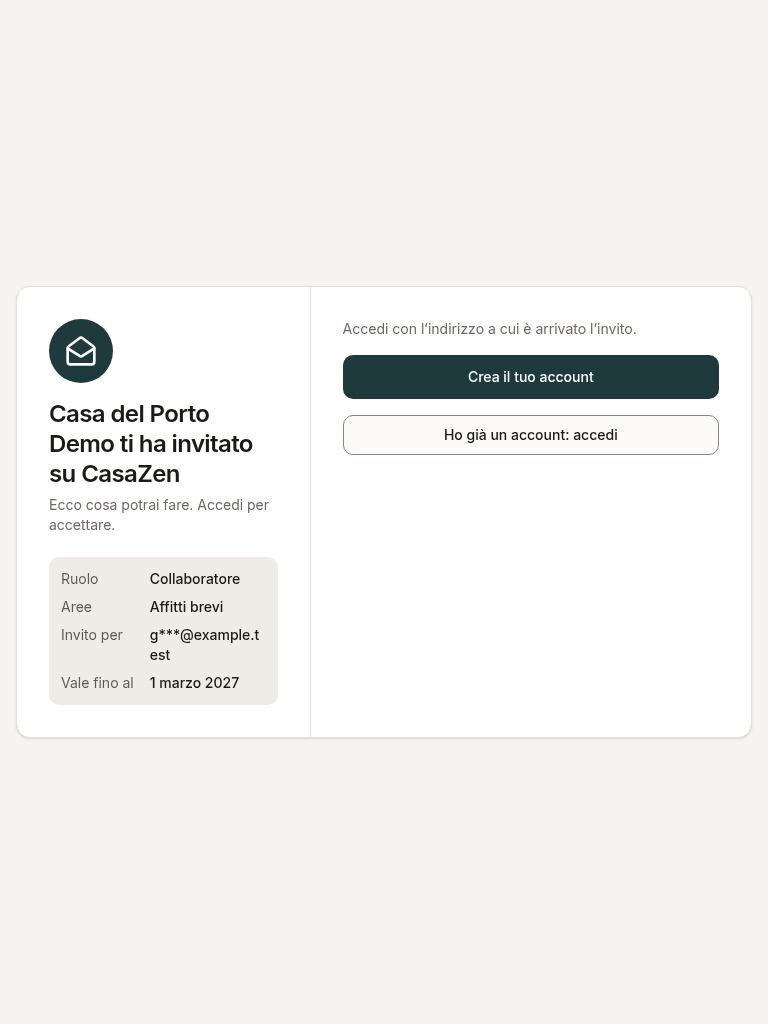 Casa del Porto
Demo ti ha invitato
su CasaZen
Ecco cosa potrai fare. Accedi per
accettare.
Ruolo Collaboratore
Aree Affitti brevi
Invito per g***@example.t
est
Vale fino al 1 marzo 2027
Accedi con l’indirizzo a cui è arrivato l’invito.
Crea il tuo account
Ho già un account: accedi